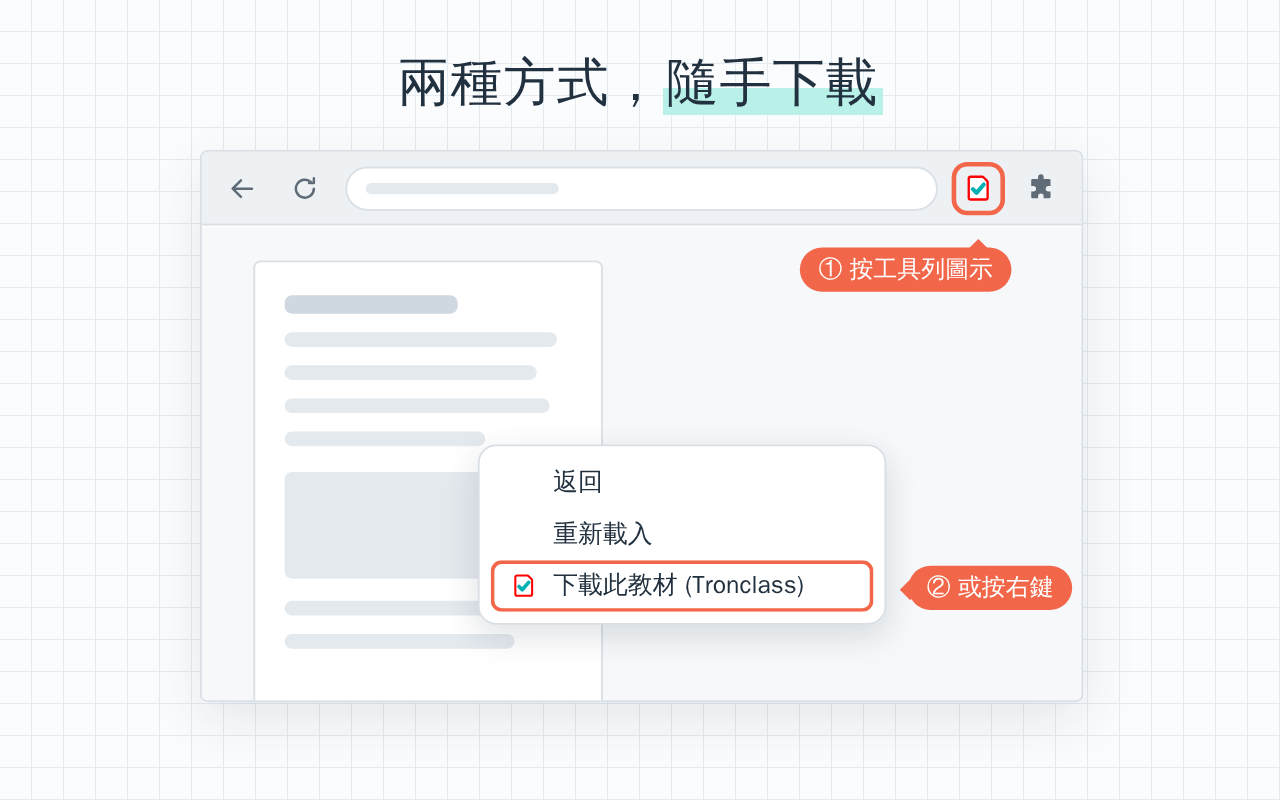 兩種方式，隨手下載
① 按工具列圖示
返回
重新載入
下載此教材 (Tronclass)
② 或按右鍵